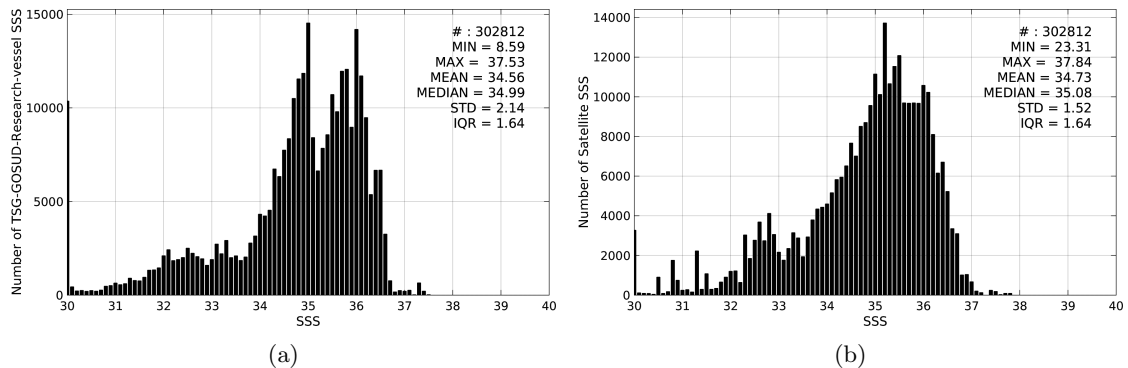 Number of TSG-GOSUD-Research-vessel SSS
15000
10000
5000
0
# : 302812
MIN = 8.59
MAX = 37.53
MEAN = 34.56
MEDIAN = 34.99
STD = 2.14
IQR = 1.64
30 31 32 33 34 35 36 37 38 39 40
SSS
(a)
Number of Satellite SSS
14000
12000
10000
8000
6000
4000
2000
0
# : 302812
MIN = 23.31
MAX = 37.84
MEAN = 34.73
MEDIAN = 35.08
STD = 1.52
IQR = 1.64
30 31 32 33 34 35 36 37 38 39 40
SSS
(b)